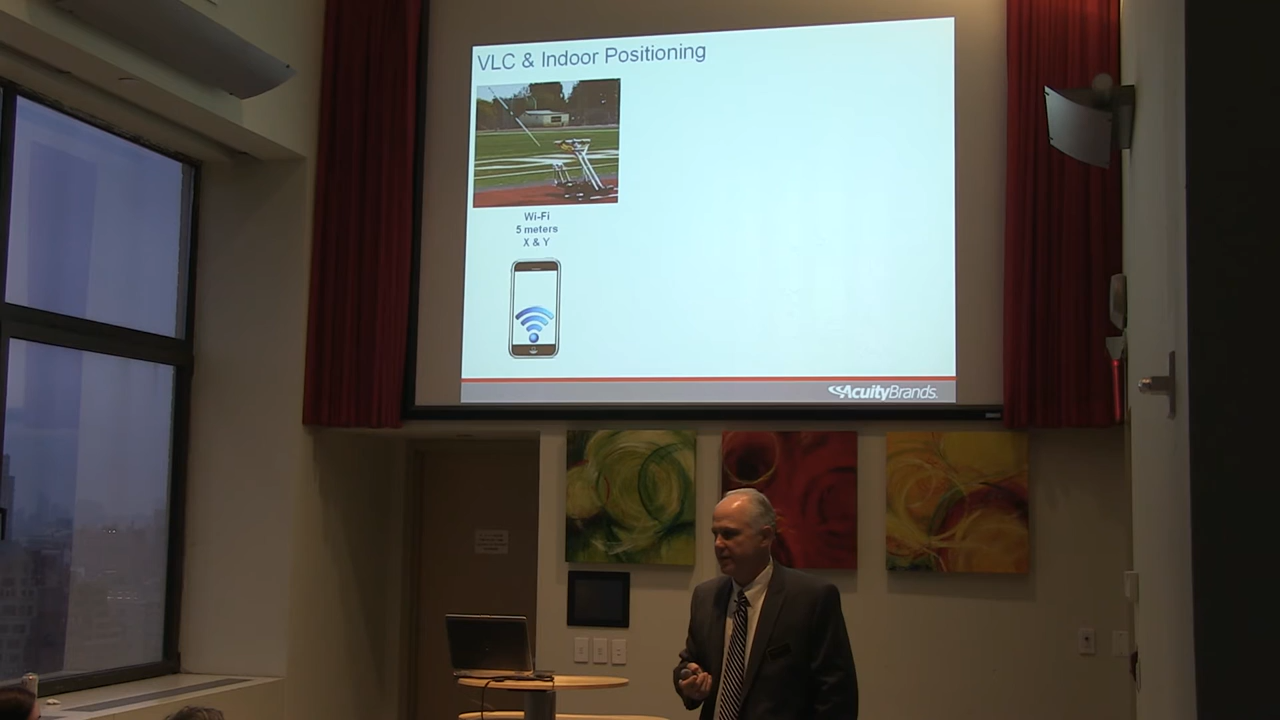 VLC & Indoor Positioning
Wi-Fi
5 meters
X & Y
AcuityBrands.